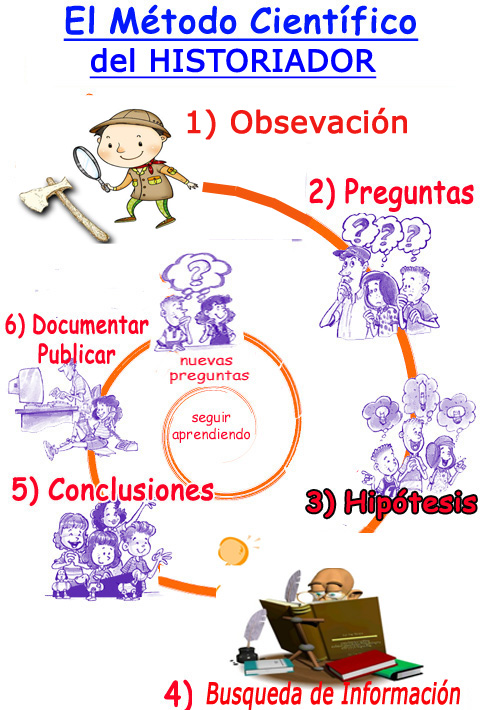 El Método Científico
del HISTORIADOR
1) Obsevación
2) Preguntas
? ? ?
3) Hipótesis
4) Busqueda de Información
5) Conclusiones
6) Documentar
Publicar
?
nuevas
preguntas
seguir
aprendiendo